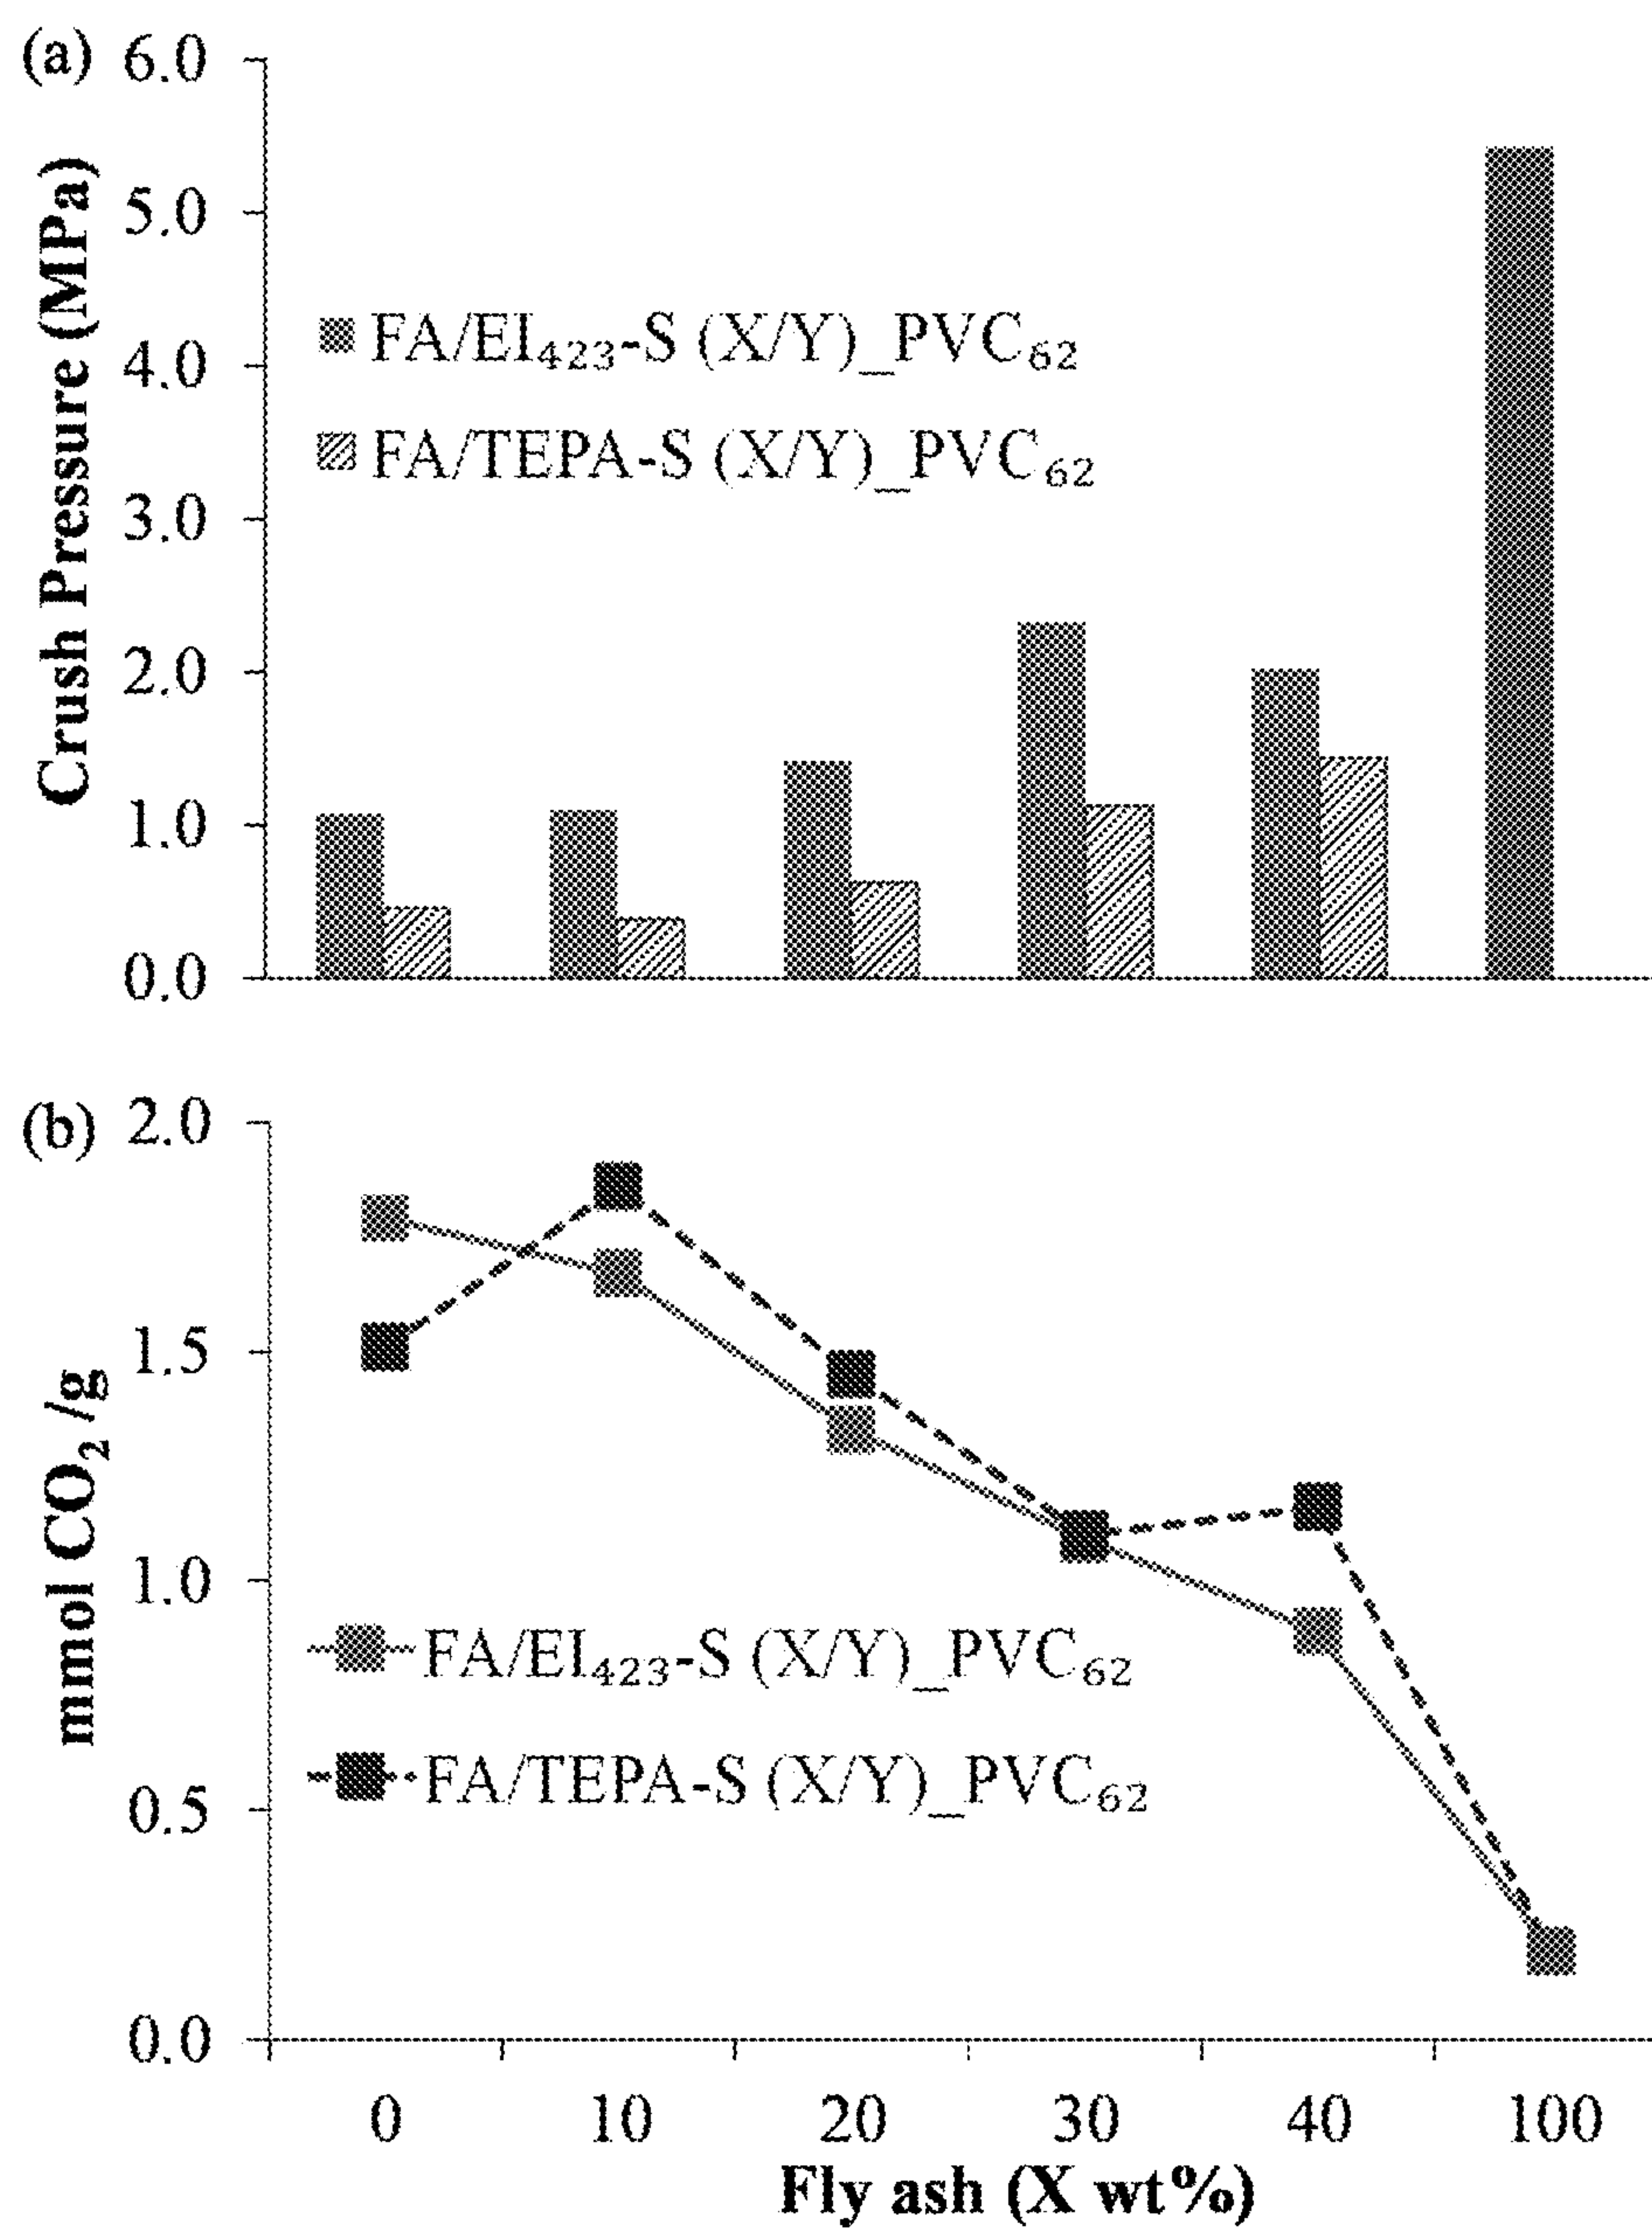 (a) 6.0
5.0
4.0
3.0
2.0
1.0
0.0
Crush Pressure (MPa)
FA/EI₄₂₃-S (X/Y)_PVC₆₂
FA/TEPA-S (X/Y)_PVC₆₂
(b) 2.0
1.5
1.0
0.5
0.0
mmol CO₂ /g
FA/EI₄₂₃-S (X/Y)_PVC₆₂
FA/TEPA-S (X/Y)_PVC₆₂
0 10 20 30 40 100
Fly ash (X wt%)